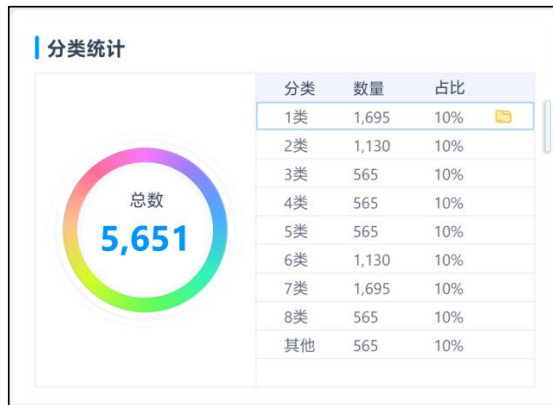 分类统计
总数
5,651
分类 数量 占比
1类 1,695 10%
2类 1,130 10%
3类 565 10%
4类 565 10%
5类 565 10%
6类 1,130 10%
7类 1,695 10%
8类 565 10%
其他 565 10%